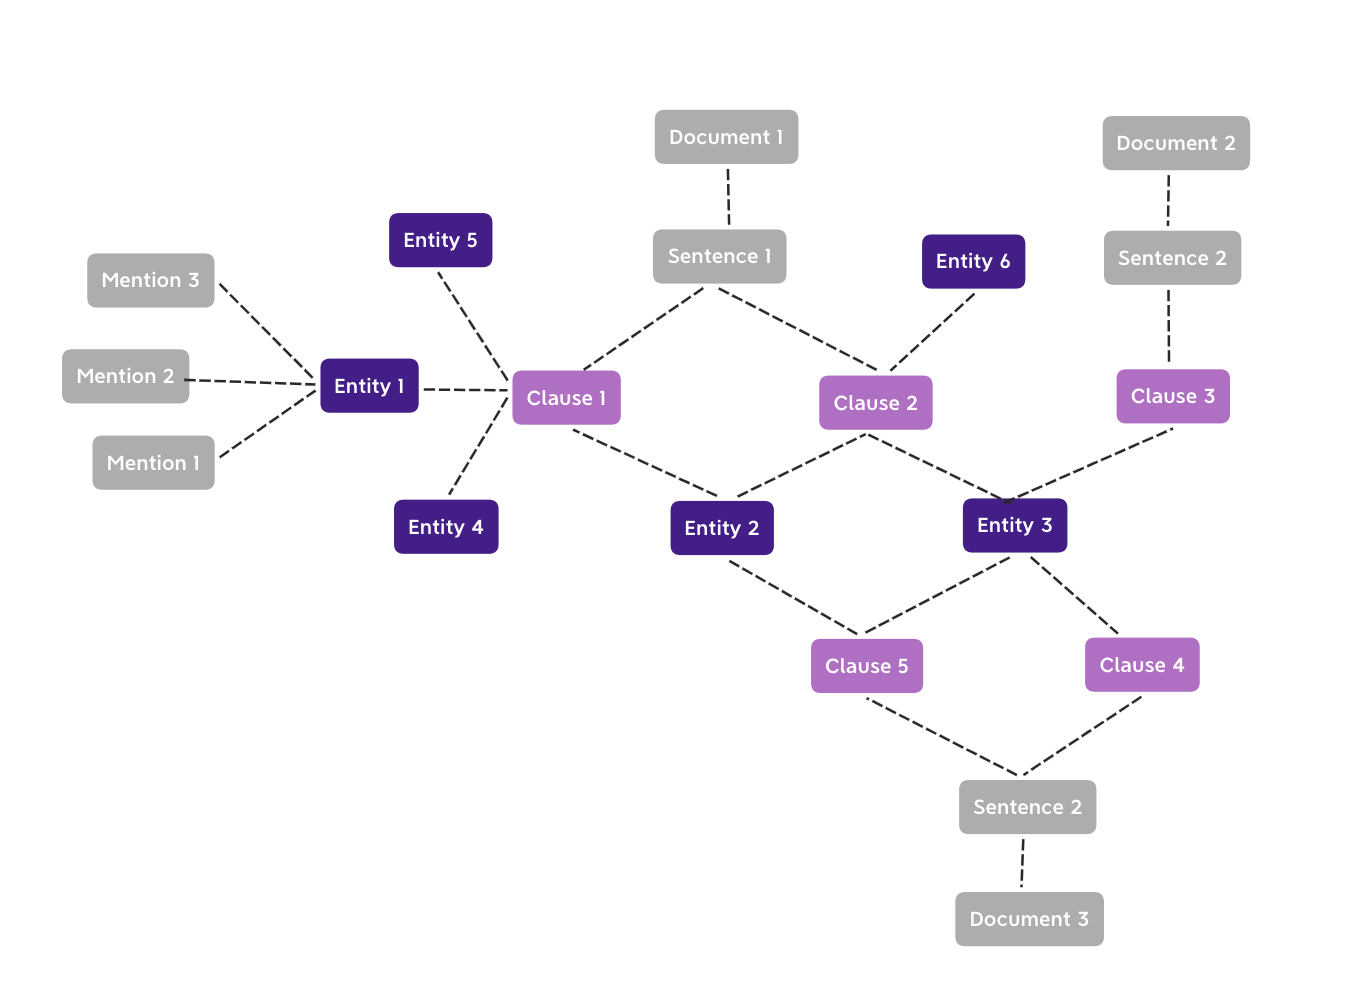 Document 1
Document 2
Entity 5
Sentence 1
Entity 6
Sentence 2
Mention 3
Mention 2
Entity 1
Clause 1
Clause 2
Clause 3
Mention 1
Entity 4
Entity 2
Entity 3
Clause 5
Clause 4
Sentence 2
Document 3